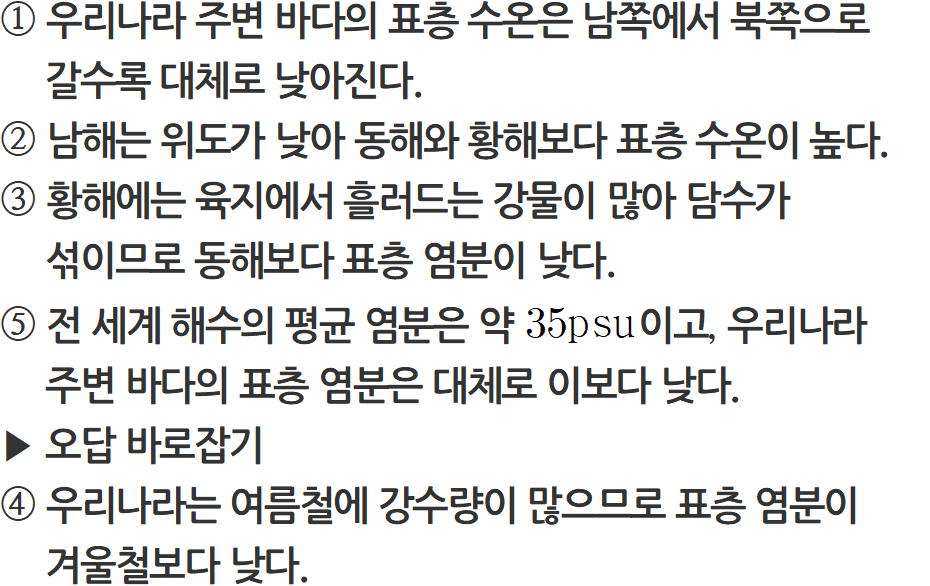 ① 우리나라 주변 바다의 표층 수온은 남쪽에서 북쪽으로
갈수록 대체로 낮아진다.
② 남해는 위도가 낮아 동해와 황해보다 표층 수온이 높다.
③ 황해에는 육지에서 흘러드는 강물이 많아 담수가
섞이므로 동해보다 표층 염분이 낮다.
⑤ 전 세계 해수의 평균 염분은 약 35psu이고, 우리나라
주변 바다의 표층 염분은 대체로 이보다 낮다.
▶ 오답 바로잡기
④ 우리나라는 여름철에 강수량이 많으므로 표층 염분이
겨울철보다 낮다.